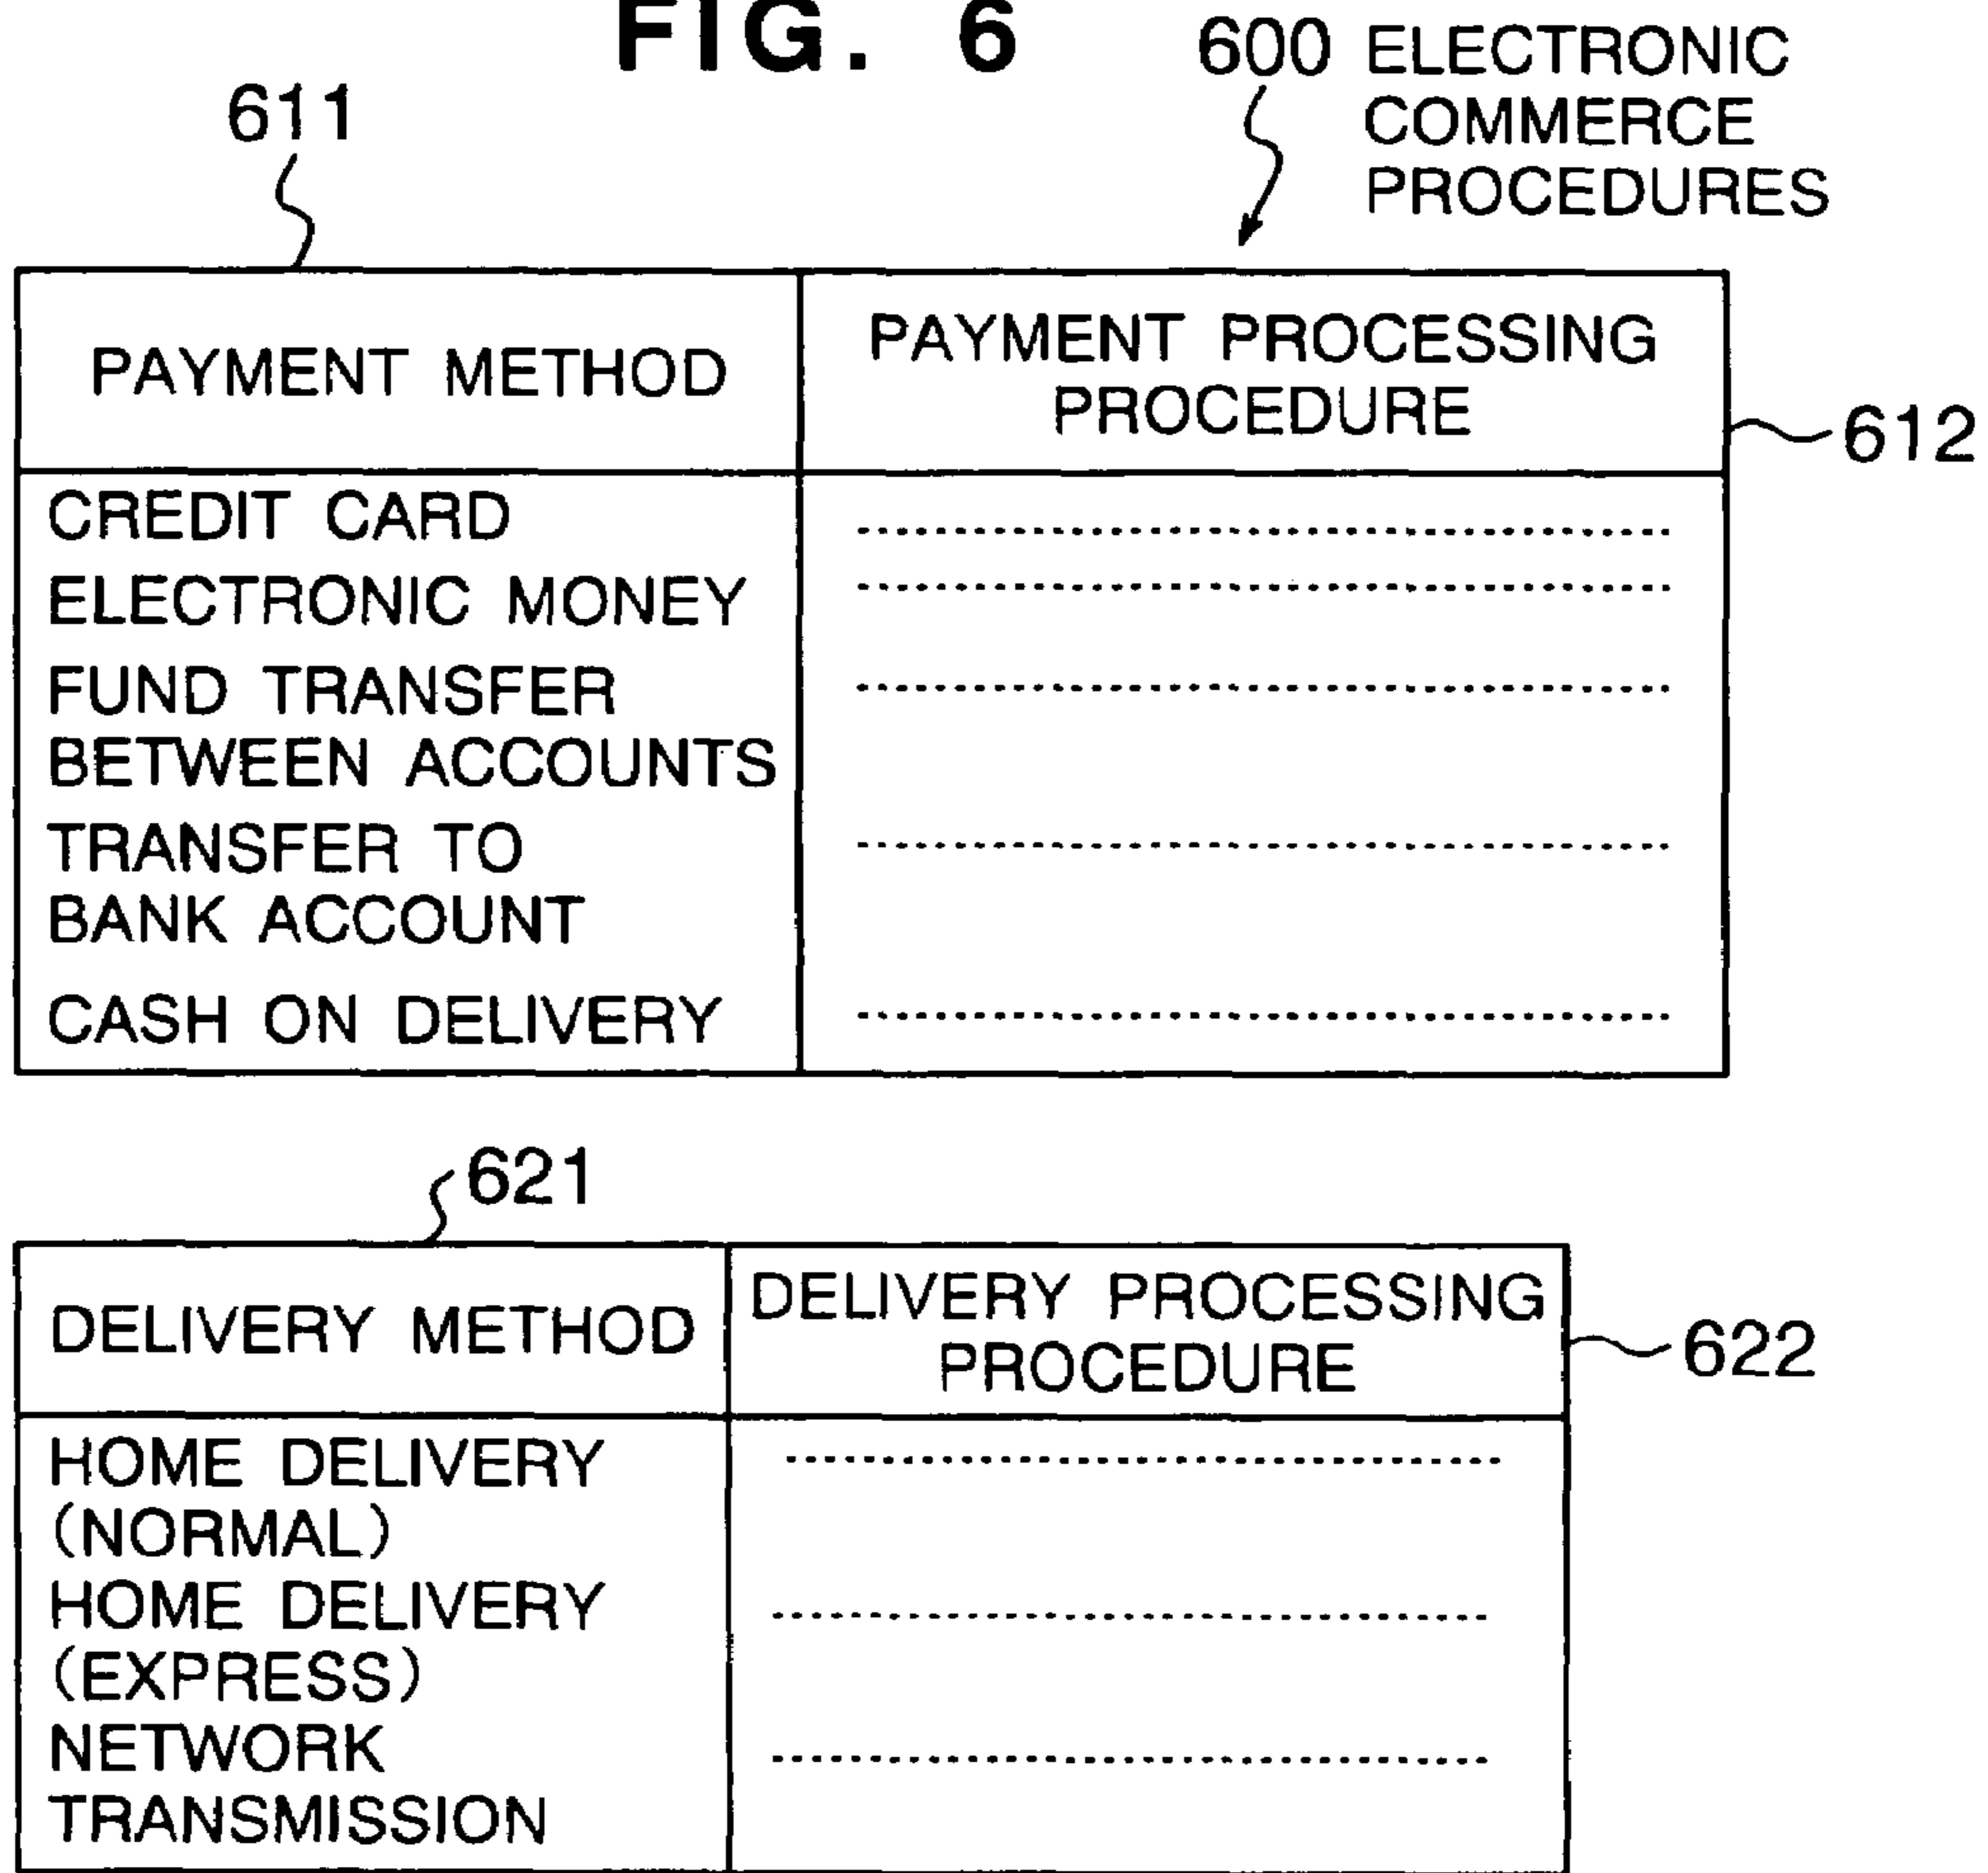 FIG. 6
600 ELECTRONIC
COMMERCE
PROCEDURES
611
PAYMENT METHOD
PAYMENT PROCESSING
PROCEDURE
612
CREDIT CARD
ELECTRONIC MONEY
FUND TRANSFER
BETWEEN ACCOUNTS
TRANSFER TO
BANK ACCOUNT
CASH ON DELIVERY
621
DELIVERY METHOD
DELIVERY PROCESSING
PROCEDURE
622
HOME DELIVERY
(NORMAL)
HOME DELIVERY
(EXPRESS)
NETWORK
TRANSMISSION